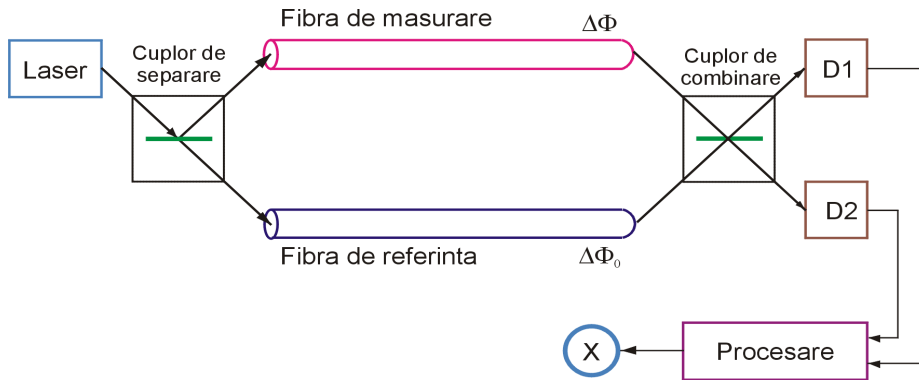 Fibra de masurare
ΔΦ
Laser
Cuplor de
separare
Cuplor de
combinare
D1
D2
Fibra de referinta
ΔΦ₀
X
Procesare